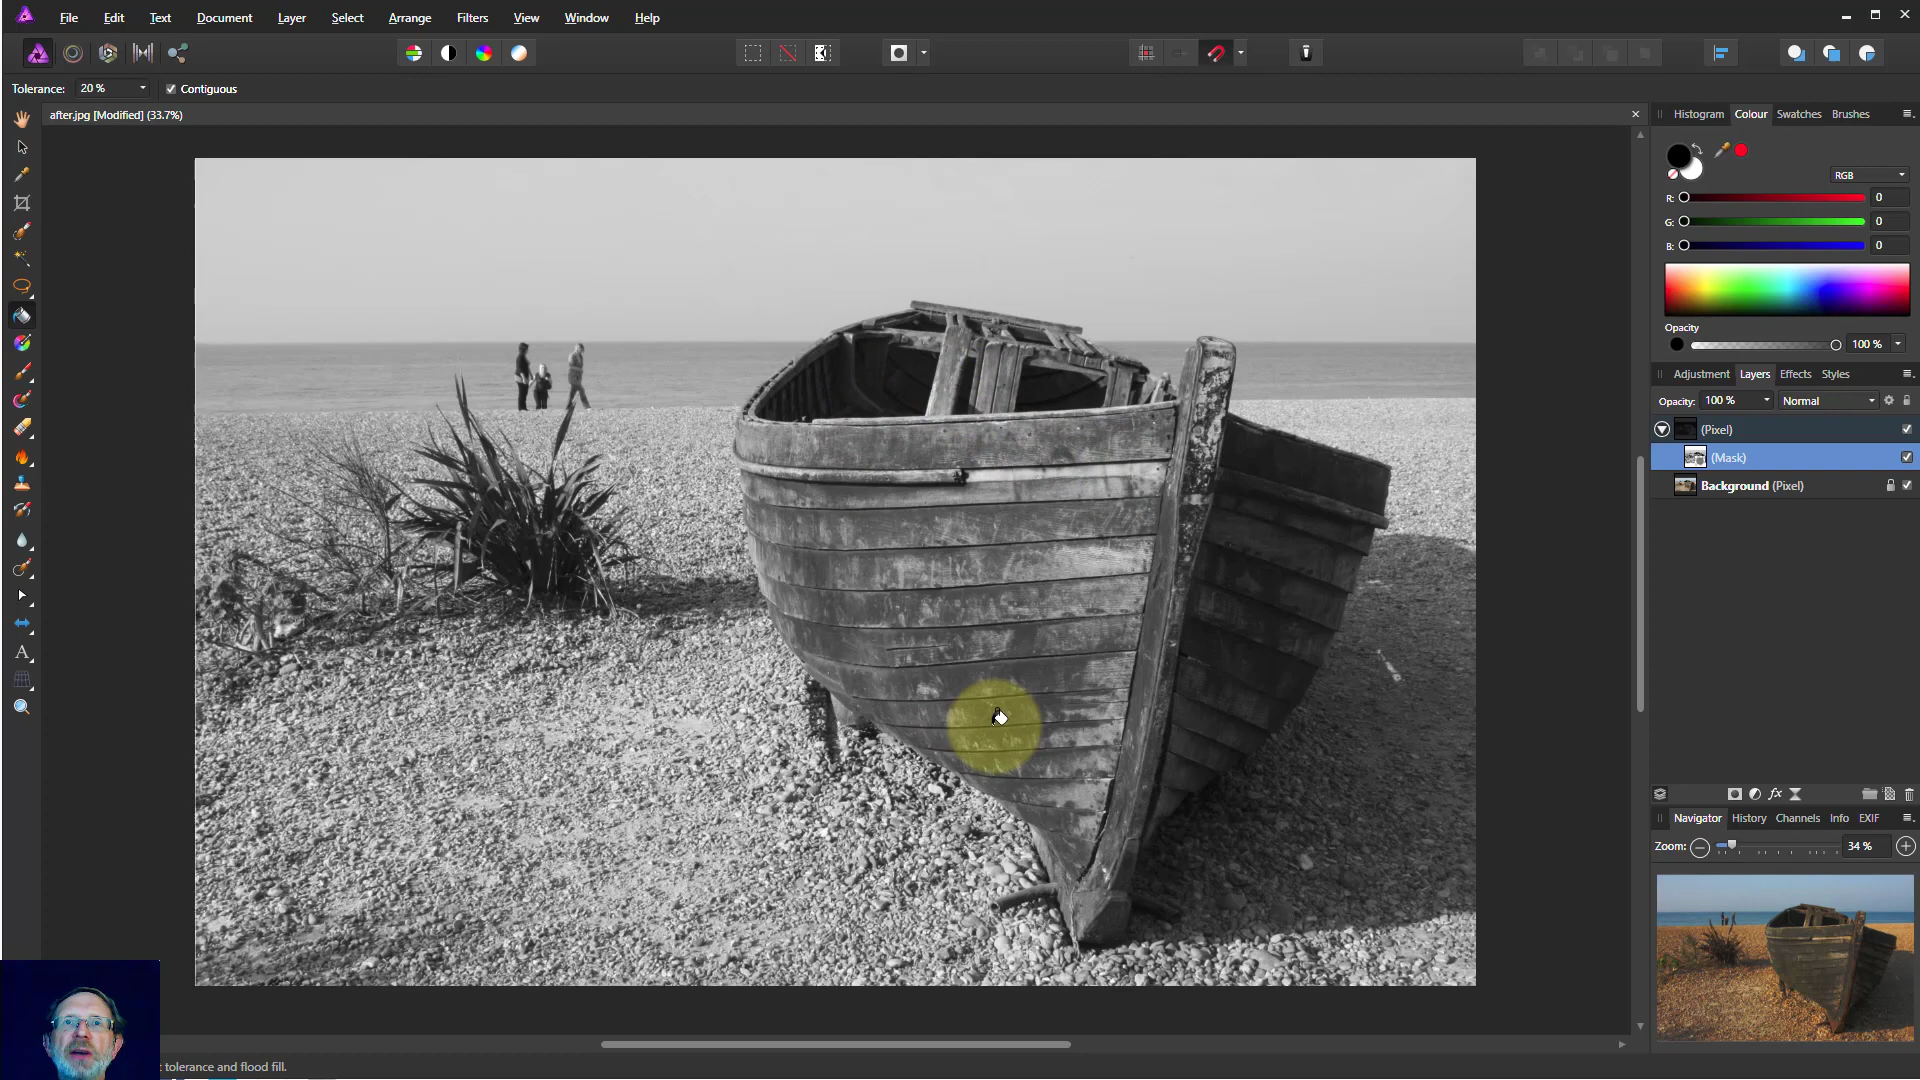 File Edit Text Document Layer Select Arrange Filters View Window Help
Tolerance: 20 % Contiguous
after.jpg [Modified] (33.7%)
Histogram Colour Swatches Brushes
RGB
R: 0
G: 0
B: 0
Opacity
100 %
Adjustment Layers Effects Styles
Opacity: 100 % Normal
(Pixel)
(Mask)
Background (Pixel)
fx
Navigator History Channels Info EXIF
Zoom: 34 %
A
tolerance and flood fill.